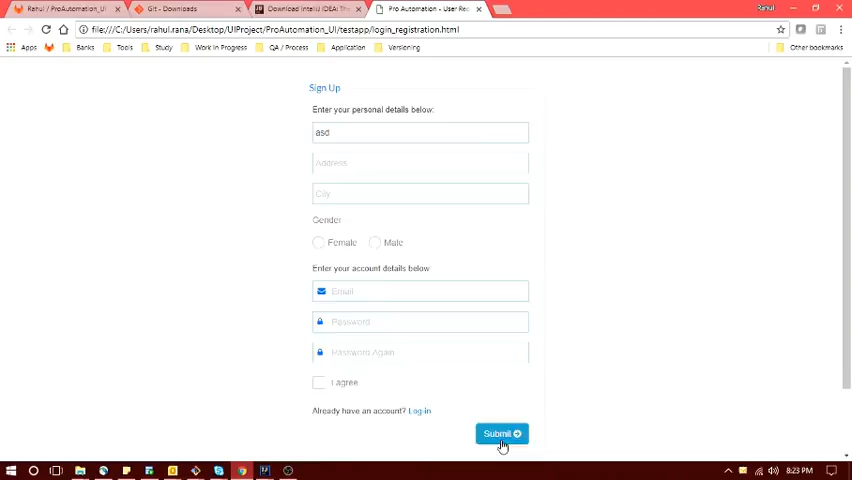 Rahul / ProAutomation_UI
Git - Downloads
Download IntelliJ IDEA: The
Pro Automation - User Rec
Rahul
file:///C:/Users/rahul.rana/Desktop/UIProject/ProAutomation_UI/testapp/login_registration.html
Apps
Banks
Tools
Study
Work In Progress
QA / Process
Application
Versioning
Other bookmarks
Sign Up
Enter your personal details below:
asd
Address
City
Gender
Female
Male
Enter your account details below
Email
Password
Password Again
I agree
Already have an account? Log-in
Submit
8:23 PM